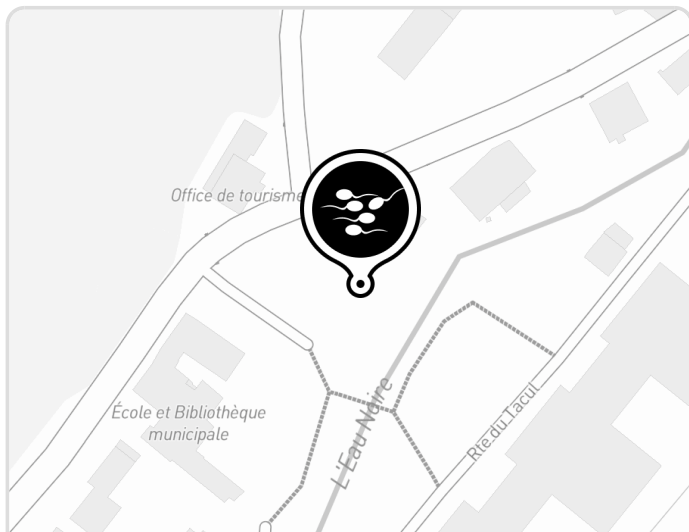 Office de tourisme
École et Bibliothèque
municipale
L'Eau Noire
Rte du Tacul